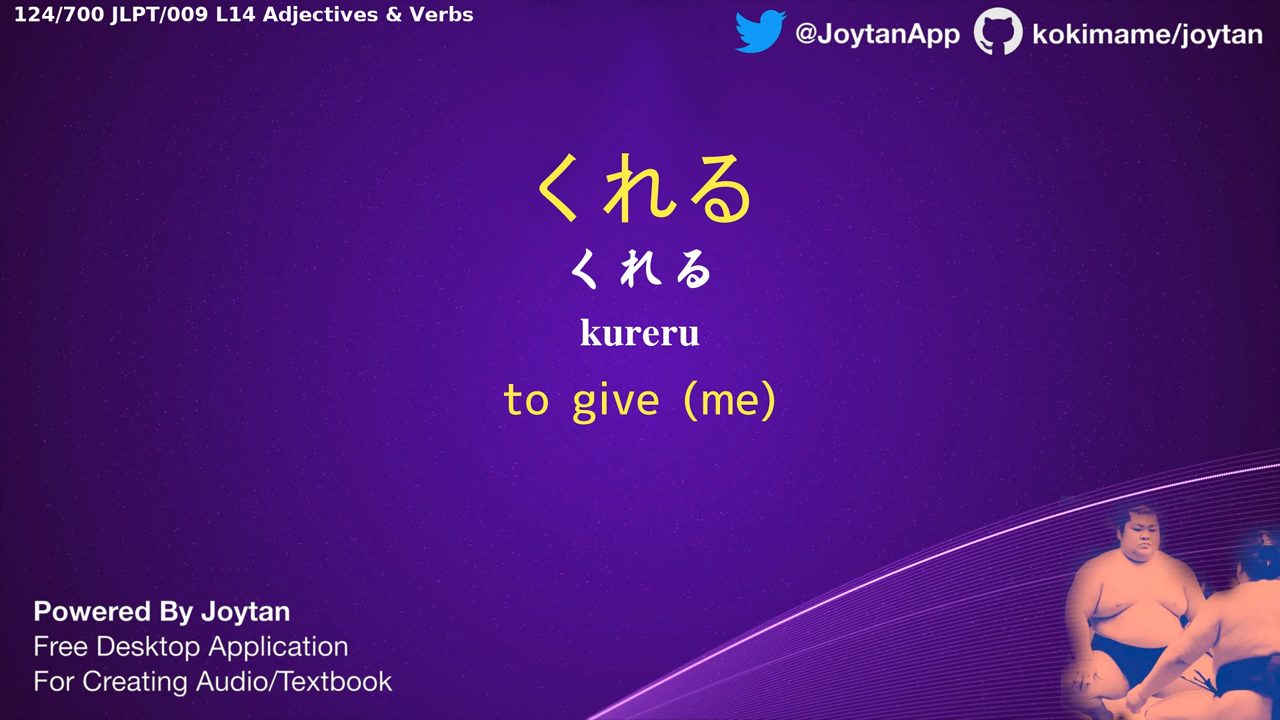 124/700 JLPT/009 L14 Adjectives & Verbs
@JoytanApp kokimame/joytan
くれる
くれる
kureru
to give (me)
Powered By Joytan
Free Desktop Application
For Creating Audio/Textbook